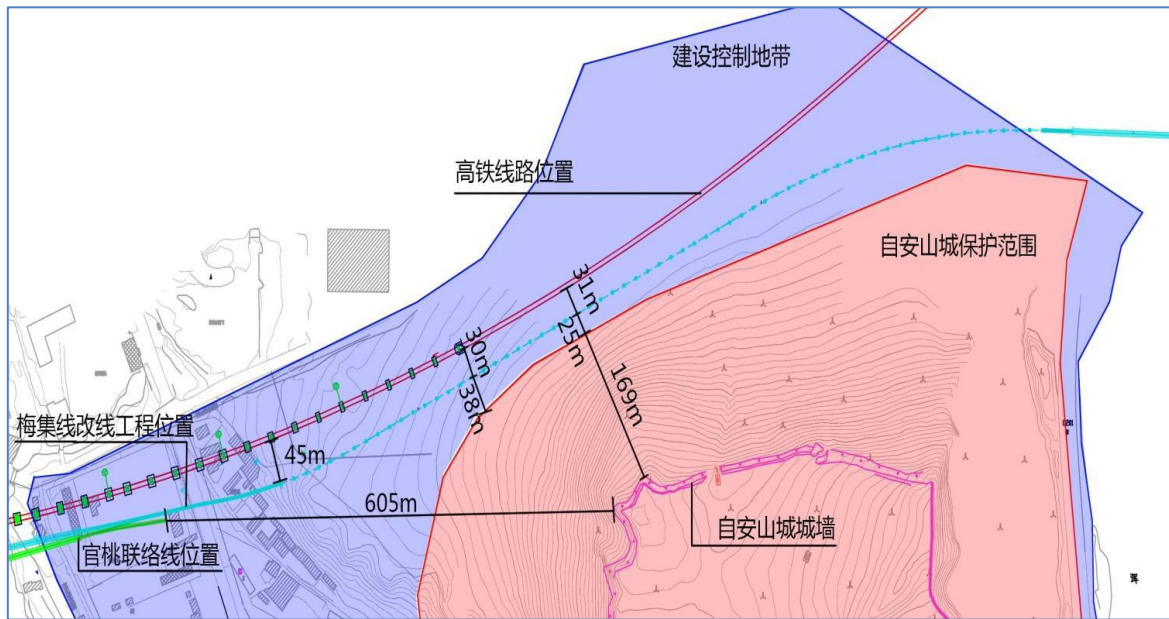 建设控制地带
高铁线路位置
自安山城保护范围
31m
25m
30m
38m
169m
梅集线改线工程位置
45m
605m
自安山城城墙
官桃联络线位置